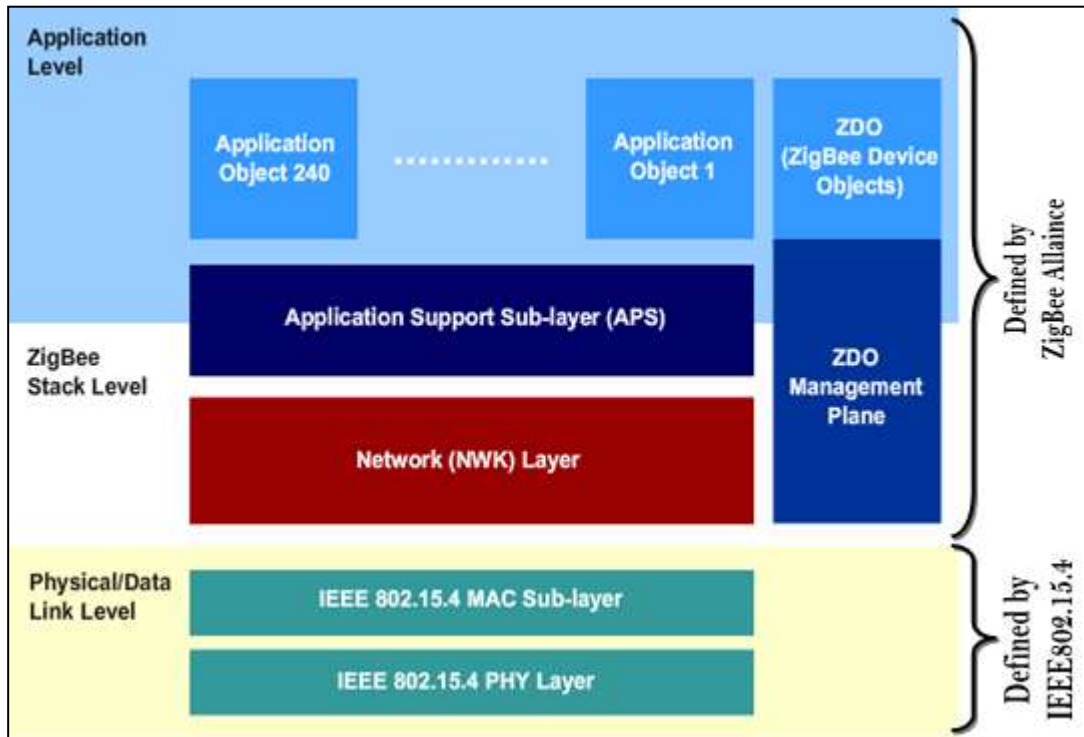 Application
Level
Application
Object 240
Application
Object 1
ZDO
(ZigBee Device
Objects)
Application Support Sub-layer (APS)
ZigBee
Stack Level
ZDO
Management
Plane
Network (NWK) Layer
Defined by
ZigBee Allaince
Physical/Data
Link Level
IEEE 802.15.4 MAC Sub-layer
IEEE 802.15.4 PHY Layer
Defined by
IEEE802.15.4